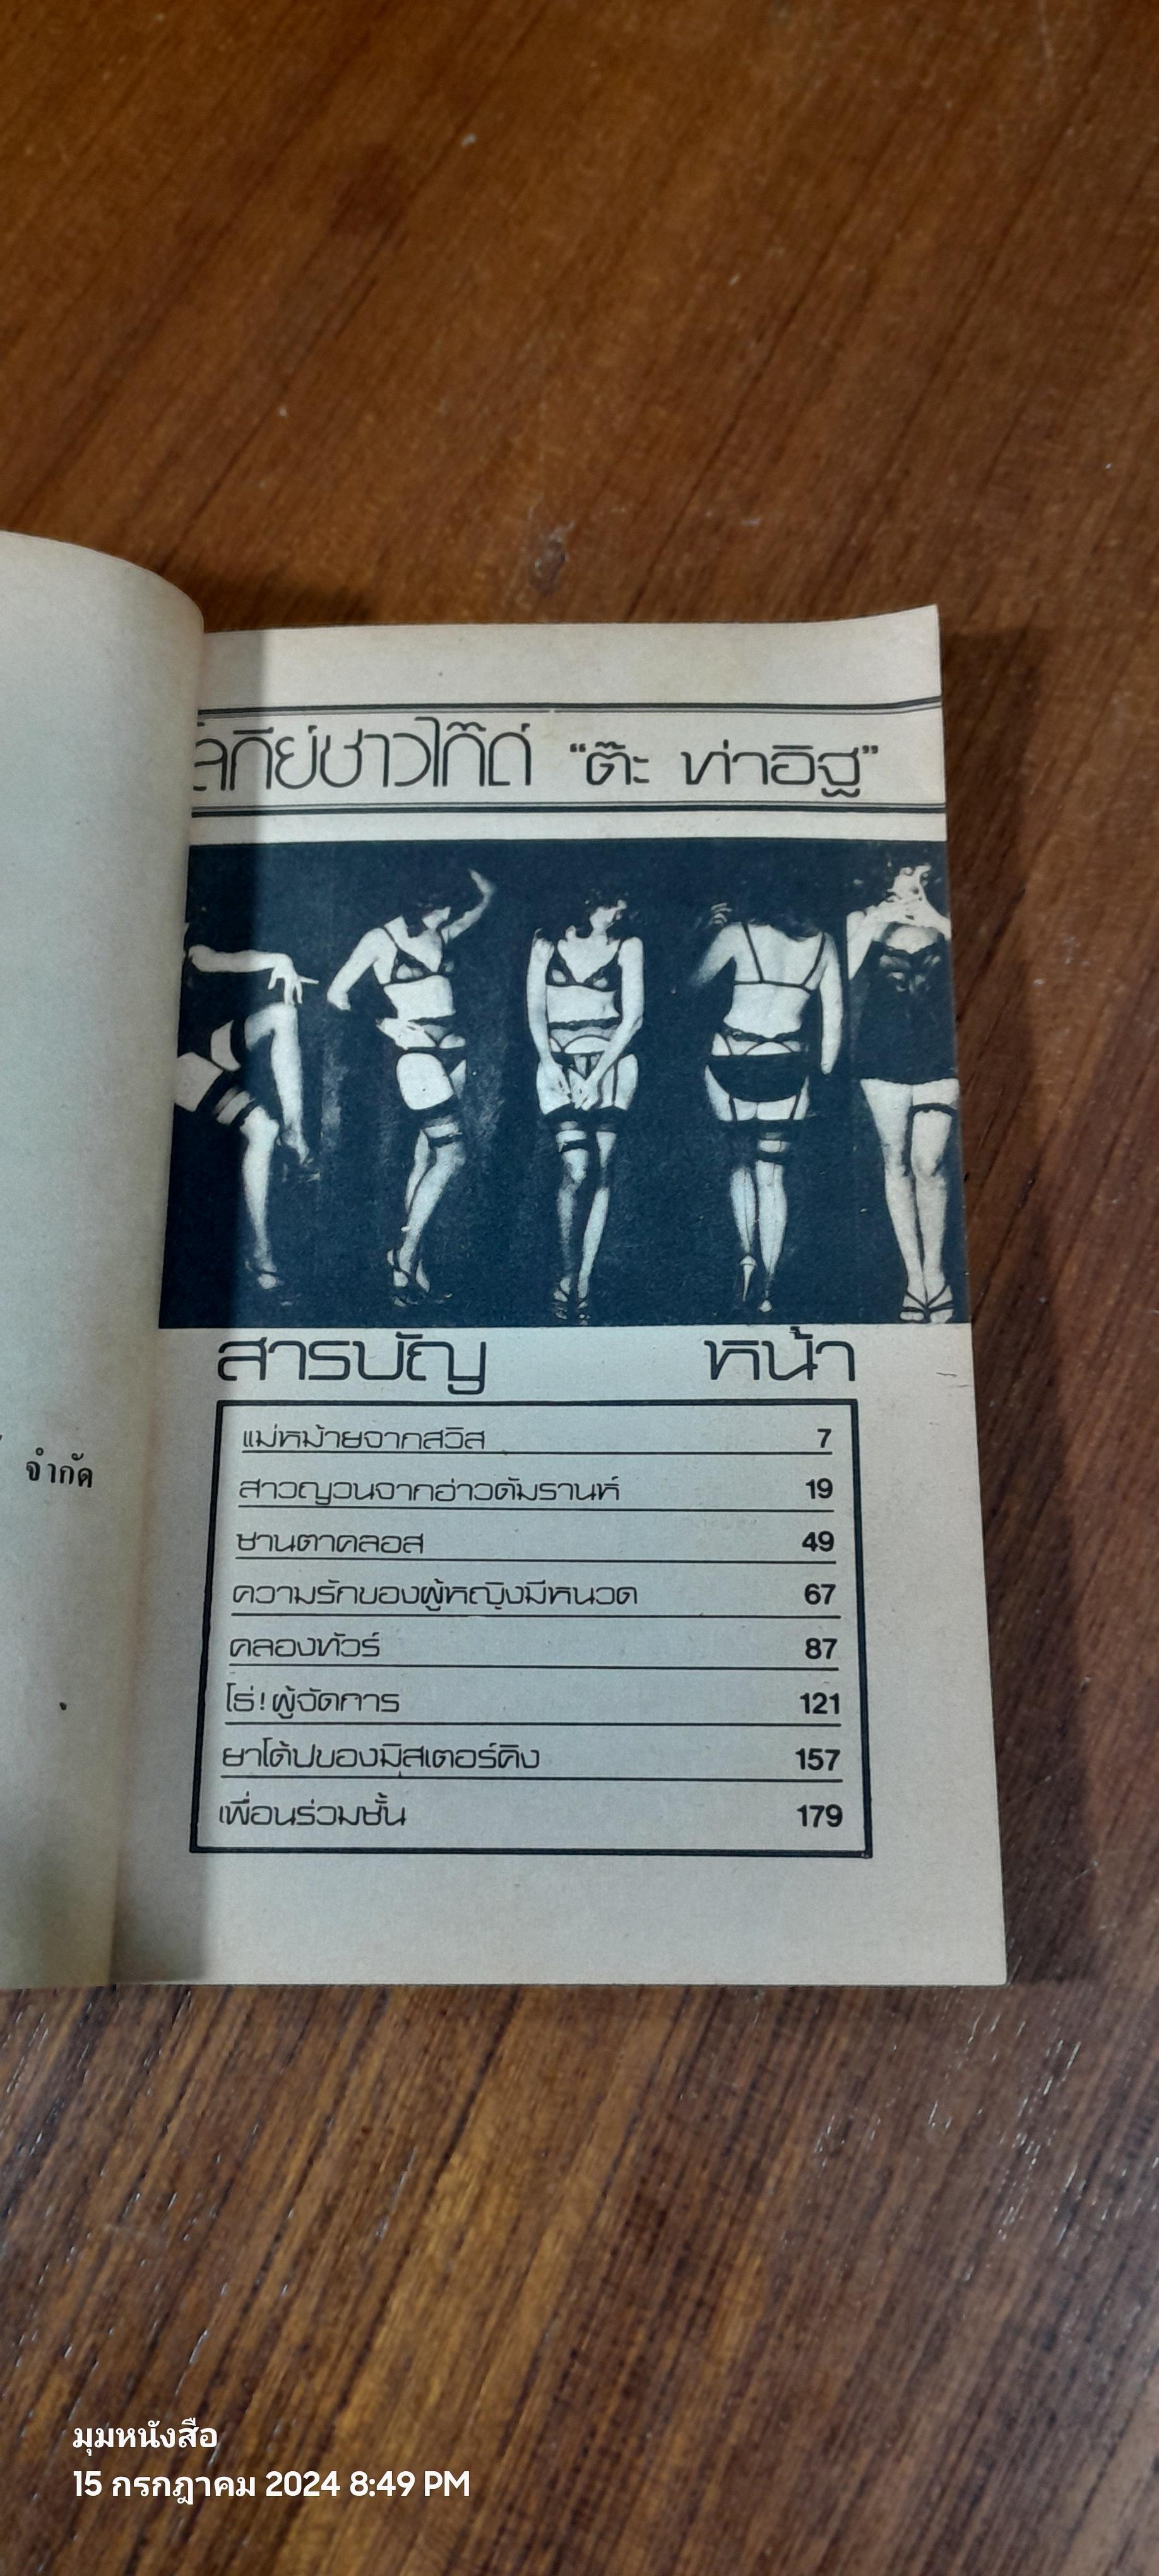 โลกีย์ชาวไก๊ด์ “ต๊ะ ท่าอิฐ”
สารบัญ หน้า
แม่หม้ายจากสวิส 7
สาวญวนจากอ่าวดัมรานห์ 19
ซานตาคลอส 49
ความรักของผู้หญิงมีหนวด 67
คลองทัวร์ 87
โธ่! ผู้จัดการ 121
ยาโด๊ปของมิสเตอร์คิง 157
เพื่อนร่วมชั้น 179
จำกัด
มุมหนังสือ
15 กรกฎาคม 2024 8:49 PM